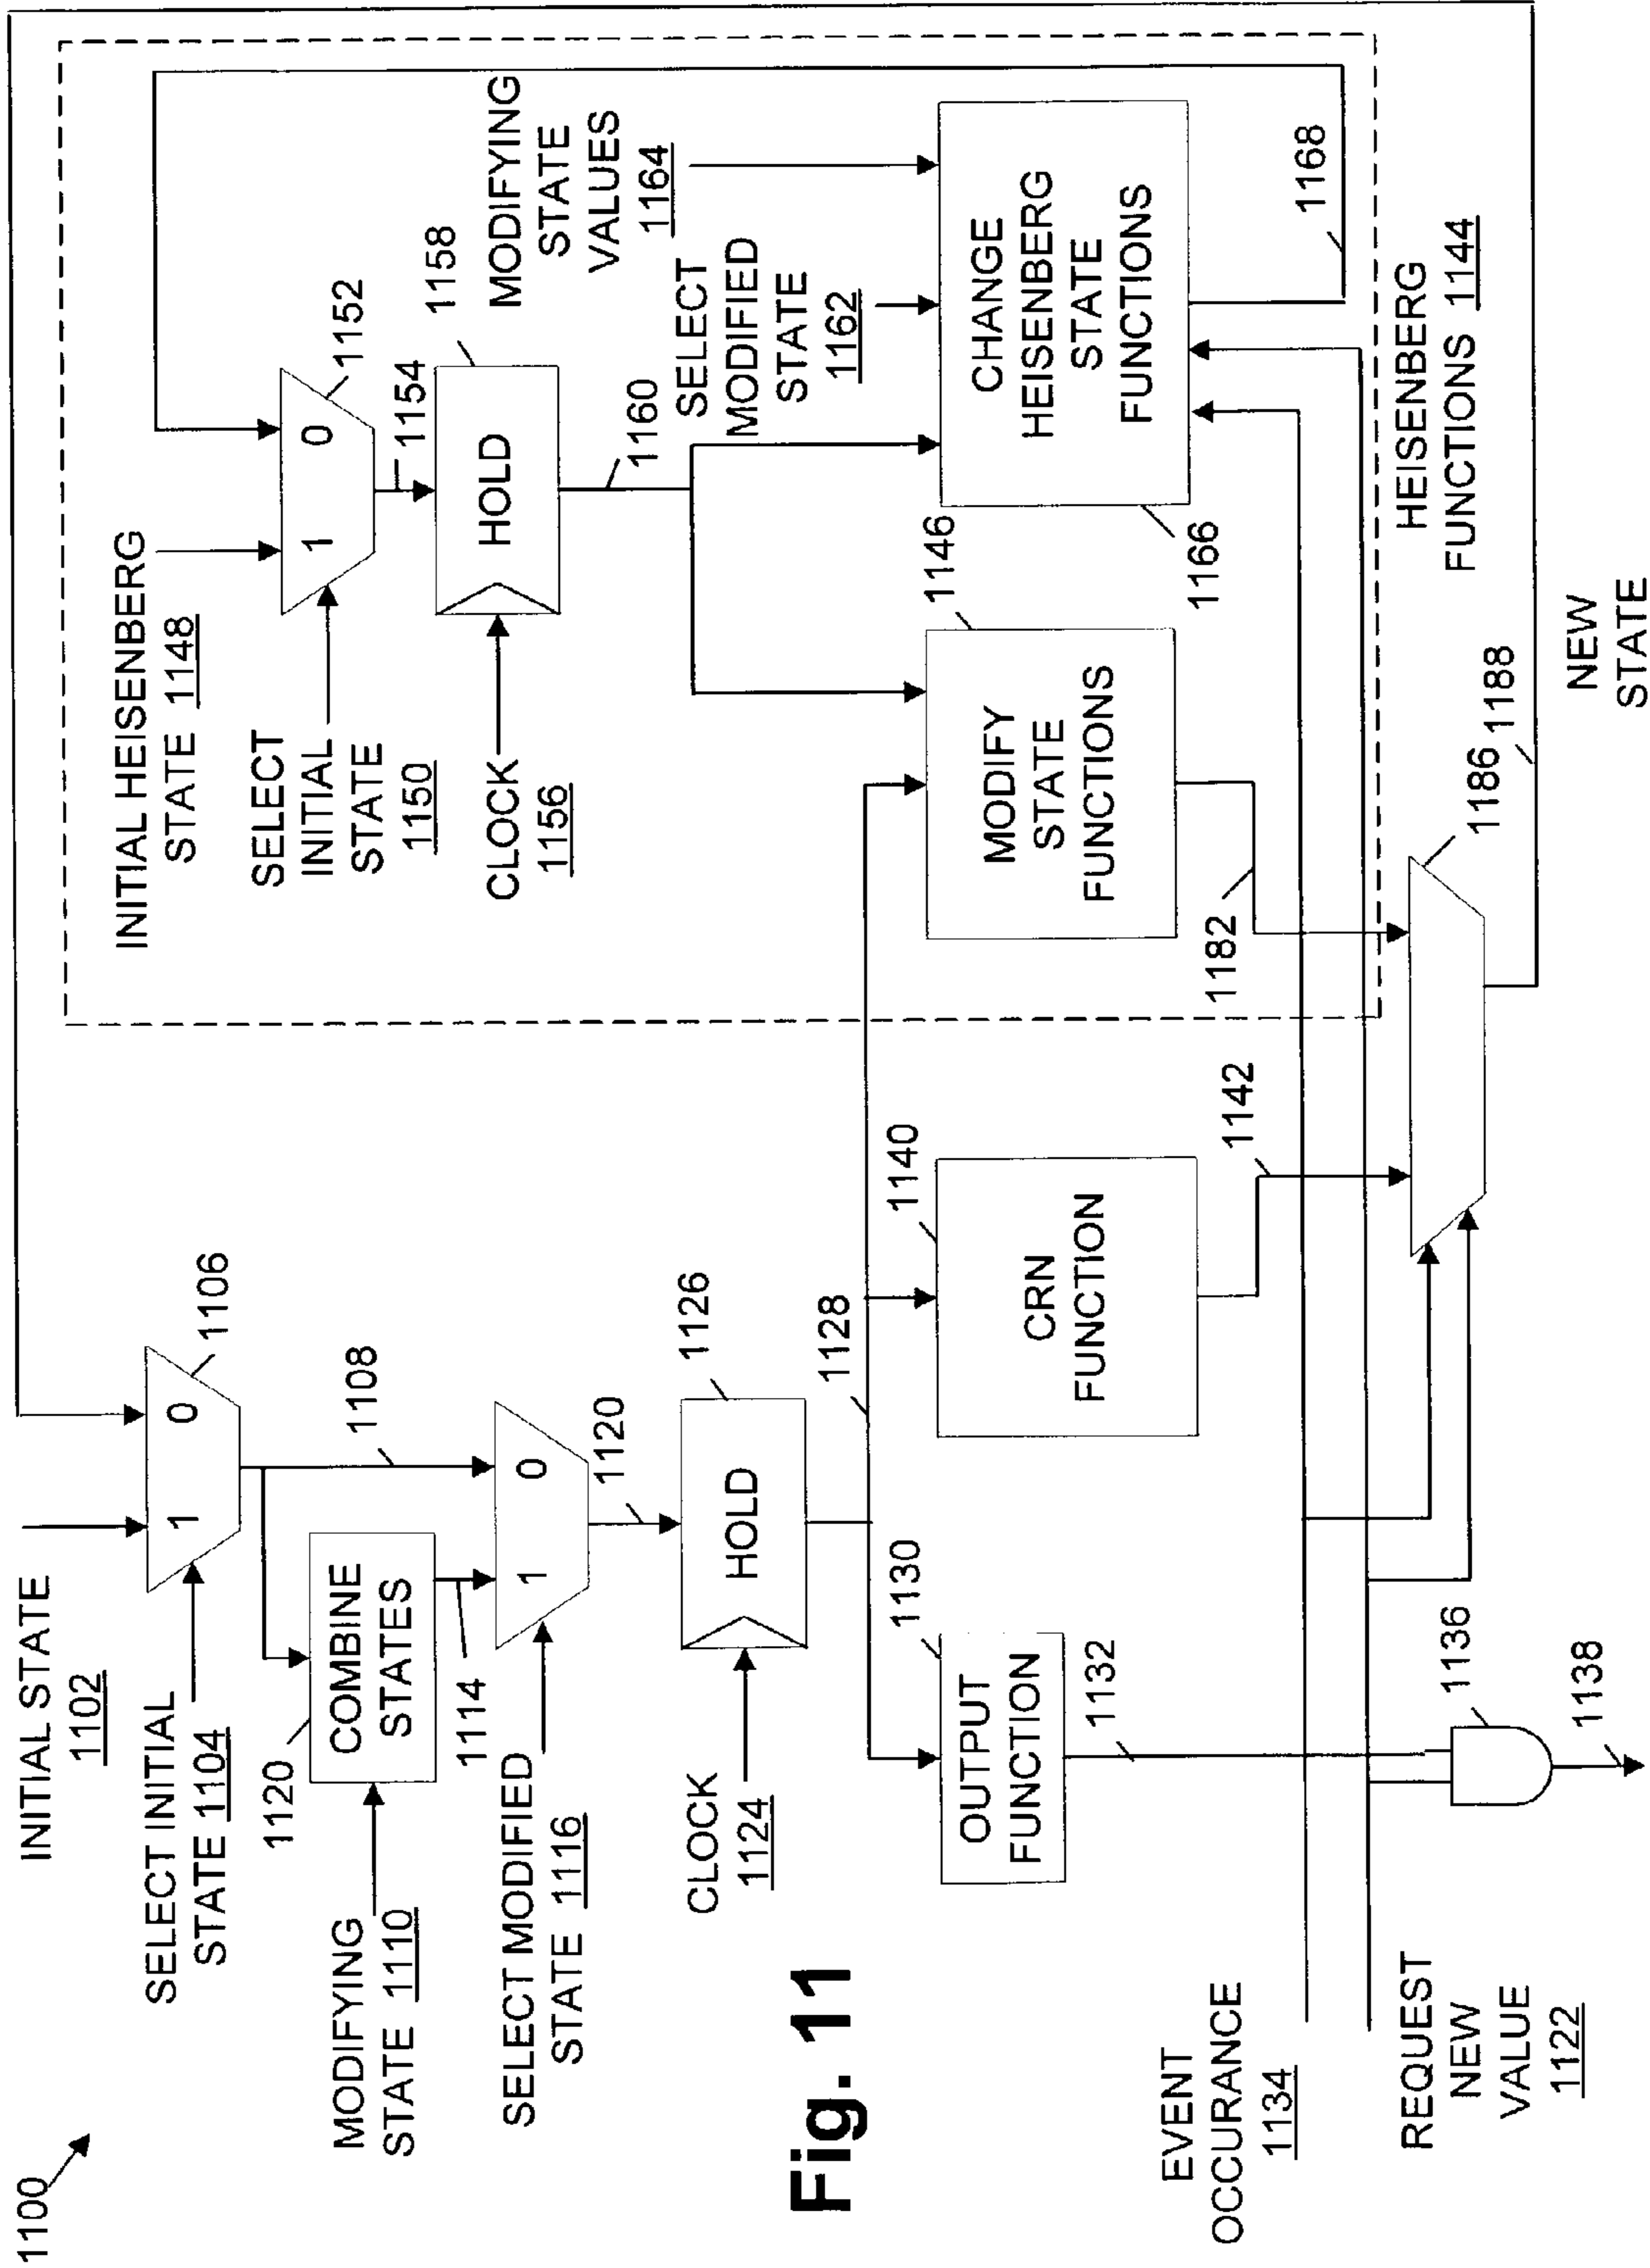 1100
INITIAL STATE
1102
SELECT INITIAL
STATE 1104
1
0
1106
1108
1120
COMBINE
STATES
MODIFYING
STATE 1110
1114
SELECT MODIFIED
STATE 1116
1
0
1120
CLOCK
1124
HOLD
1126
1128
1130
OUTPUT
FUNCTION
1132
1140
CRN
FUNCTION
1142
INITIAL HEISENBERG
STATE 1148
SELECT
INITIAL
STATE
1150
1
0
1152
1154
CLOCK
1156
HOLD
1158
1160
MODIFYING
STATE
VALUES
1164
SELECT
MODIFIED
STATE
1162
1146
MODIFY
STATE
FUNCTIONS
1182
CHANGE
HEISENBERG
STATE
FUNCTIONS
1166
1168
HEISENBERG
FUNCTIONS 1144
EVENT
OCCURANCE
1134
REQUEST
NEW
VALUE
1122
1136
1138
1186
1188
NEW
STATE
Fig. 11